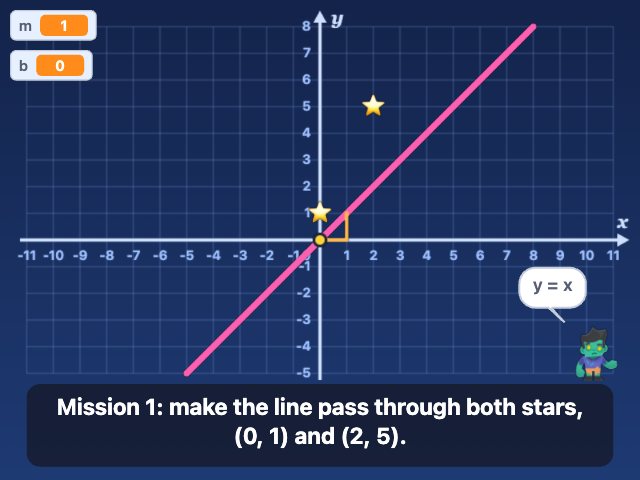 m 1
b 0
y
8
7
6
5
4
3
2
1
x
-11 -10 -9 -8 -7 -6 -5 -4 -3 -2 -1 0 1 2 3 4 5 6 7 8 9 10 11
-1
-2
-3
-4
-5
y = x
Mission 1: make the line pass through both stars,
(0, 1) and (2, 5).